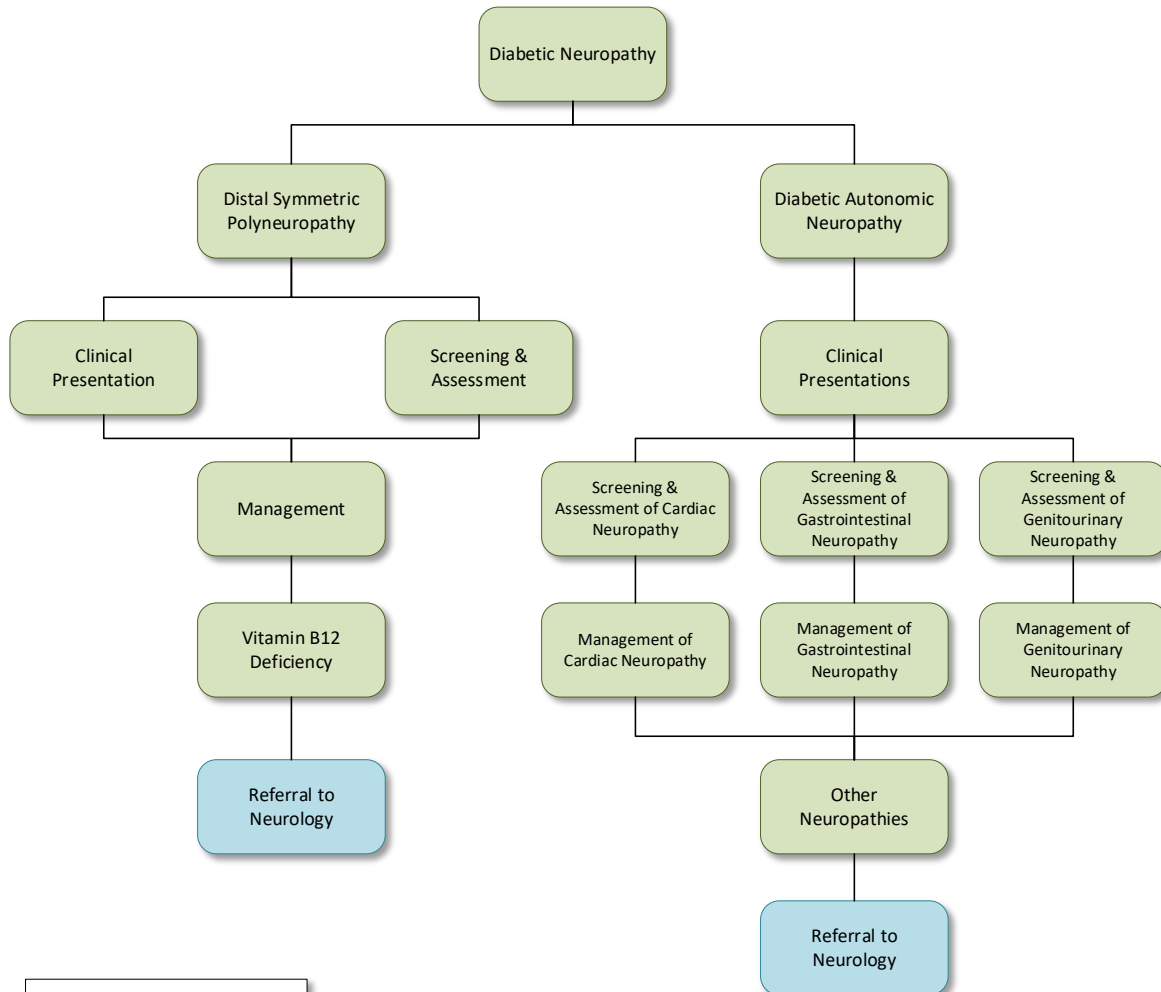 Diabetic Neuropathy
Distal Symmetric
Polyneuropathy
Diabetic Autonomic
Neuropathy
Clinical
Presentation
Screening &
Assessment
Clinical
Presentations
Management
Screening &
Assessment of Cardiac
Neuropathy
Screening &
Assessment of
Gastrointestinal
Neuropathy
Screening &
Assessment of
Genitourinary
Neuropathy
Vitamin B12
Deficiency
Management of
Cardiac Neuropathy
Management of
Gastrointestinal
Neuropathy
Management of
Genitourinary
Neuropathy
Referral to
Neurology
Other
Neuropathies
Referral to
Neurology